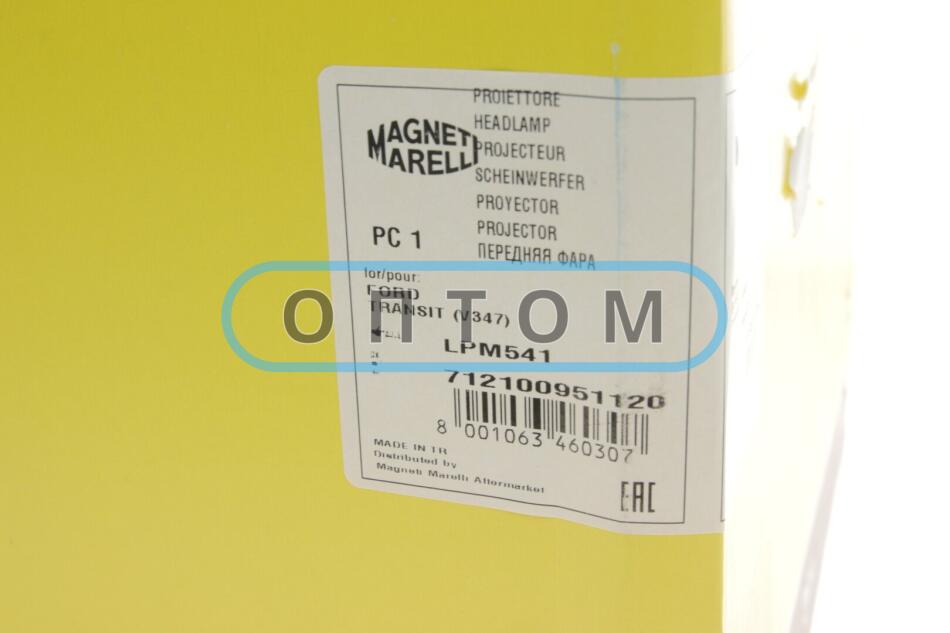 MAGNETI
MARELLI
PROIETTORE
HEADLAMP
PROJECTEUR
SCHEINWERFER
PROYECTOR
PROJECTOR
ПЕРЕДНЯЯ ФАРА
PC 1
for/pour:
FORD
TRANSIT (V347)
ОПТОМ
LPM541
712100951120
8 001063 460307
MADE IN TR
Distributed by
Magneti Marelli Aftermarket
EAC